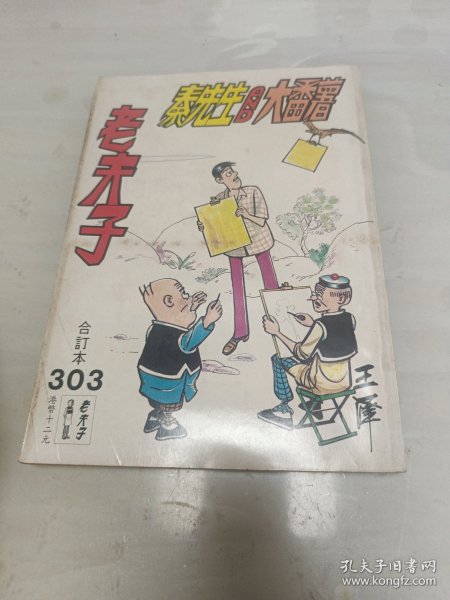 秦先生與大番薯
老夫子
合訂本
303
港幣十二元
老夫子
王澤
孔夫子旧书网
www.kongfz.com